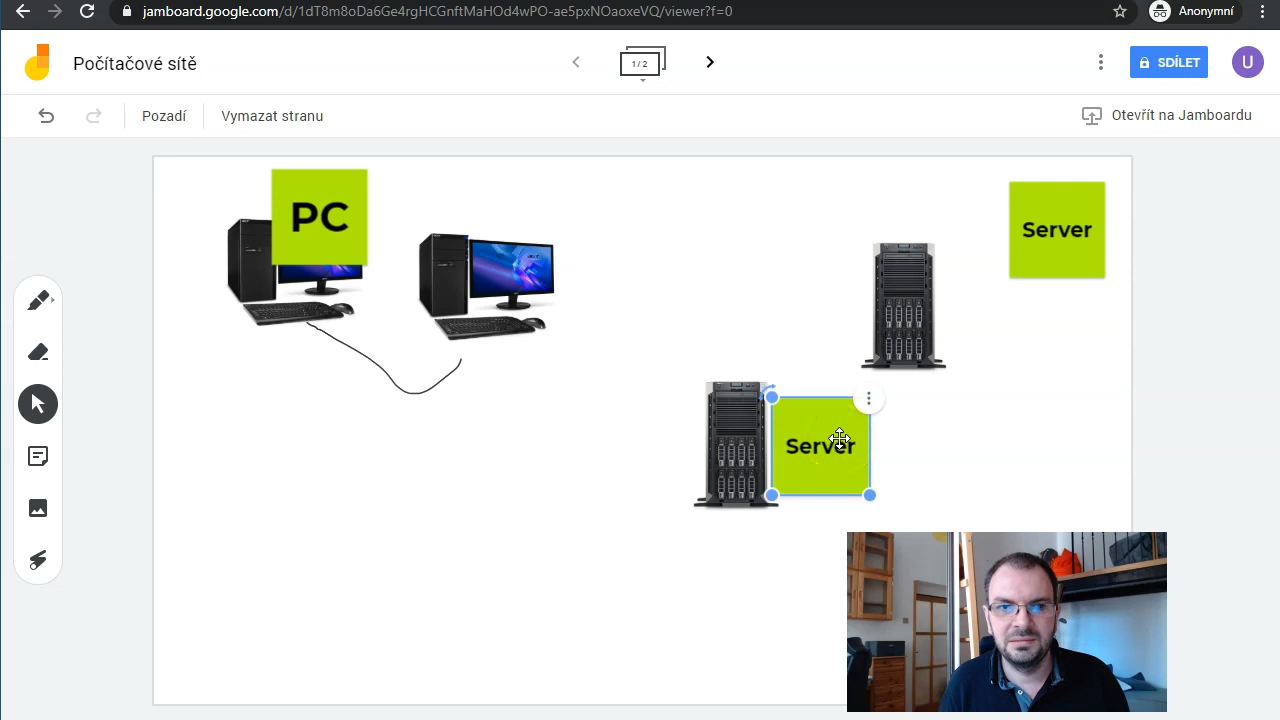 jamboard.google.com/d/1dT8m8oDa6Ge4rgHCGnftMaHOd4wPO-ae5pxNOaoxeVQ/viewer?f=0
Anonymní
Počítačové sítě
1 / 2
SDÍLET
U
Pozadí
Vymazat stranu
Otevřít na Jamboardu
PC
Server
Server